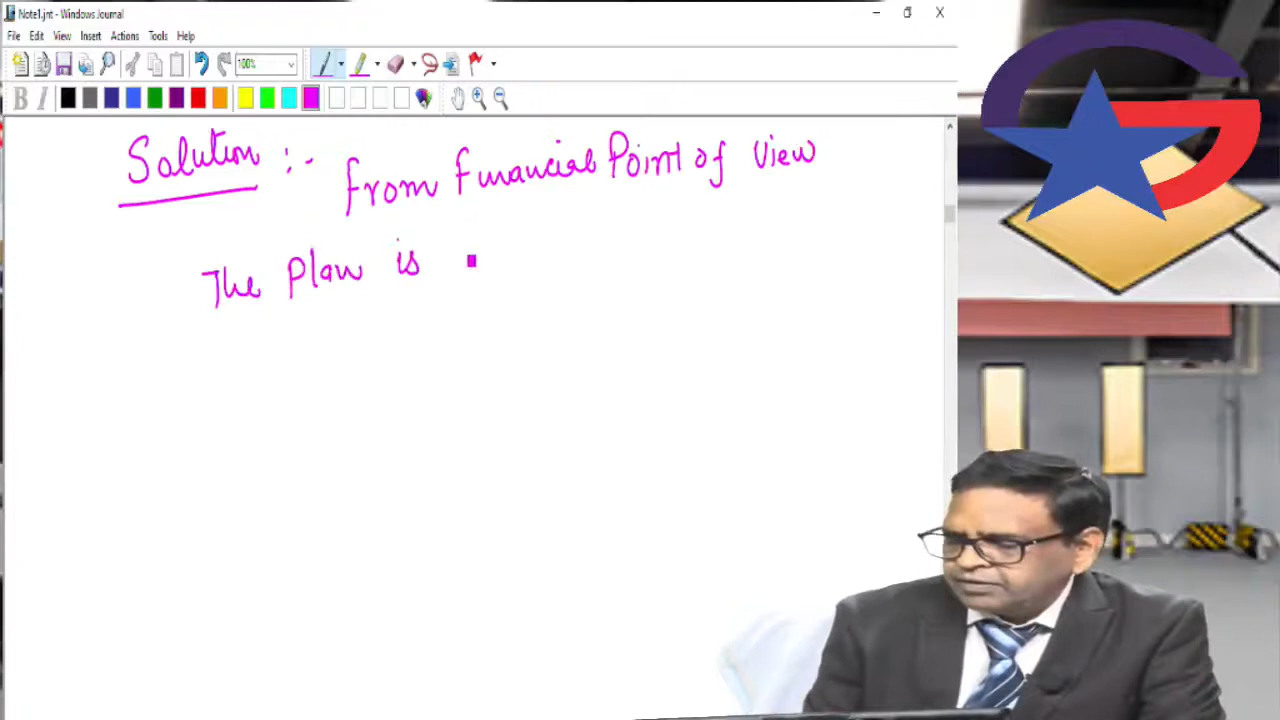 Note1.jnt - Windows Journal
File Edit View Insert Actions Tools Help
100%
B I
Solution :-
From Financial Point of View
The Plan is